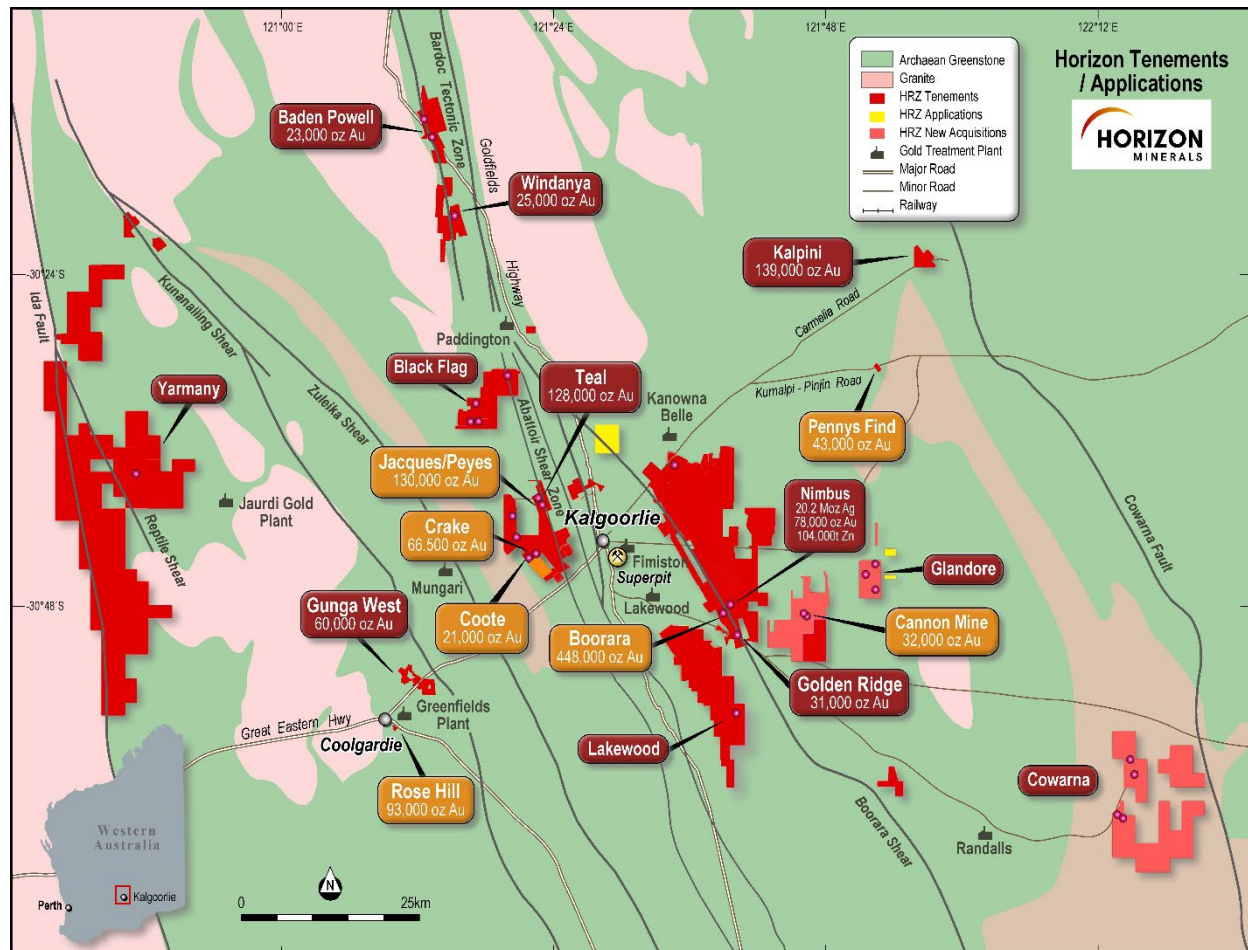 121°00'E
121°24'E
121°48'E
122°12'E
Archaean Greenstone
Granite
HRZ Tenements
HRZ Applications
HRZ New Acquisitions
Gold Treatment Plant
Major Road
Minor Road
Railway
Horizon Tenements
/ Applications
HORIZON
MINERALS
Baden Powell
23,000 oz Au
Bardoc Tectonic Zone
Goldfields
Highway
Windanya
25,000 oz Au
Kalpini
139,000 oz Au
-30°24'S
Ida Fault
Kunanalling Shear
Zuleika Shear
Carmelia Road
Paddington
Black Flag
Teal
128,000 oz Au
Kanowna
Belle
Kurnalpi - Pinjin Road
Yarmany
Abattoir Shear Zone
Pennys Find
43,000 oz Au
Jacques/Peyes
130,000 oz Au
Nimbus
20.2 Moz Ag
78,000 oz Au
104,000t Zn
Jaurdi Gold
Plant
Crake
66,500 oz Au
Kalgoorlie
Reptile Shear
Cowarna Fault
Fimiston
Superpit
Glandore
Mungari
Lakewood
-30°48'S
Gunga West
60,000 oz Au
Coote
21,000 oz Au
Boorara
448,000 oz Au
Cannon Mine
32,000 oz Au
Golden Ridge
31,000 oz Au
Greenfields
Plant
Great Eastern Hwy
Coolgardie
Lakewood
Cowarna
Rose Hill
93,000 oz Au
Boorara Shear
Randalls
Western
Australia
Kalgoorlie
Perth
N
0
25km